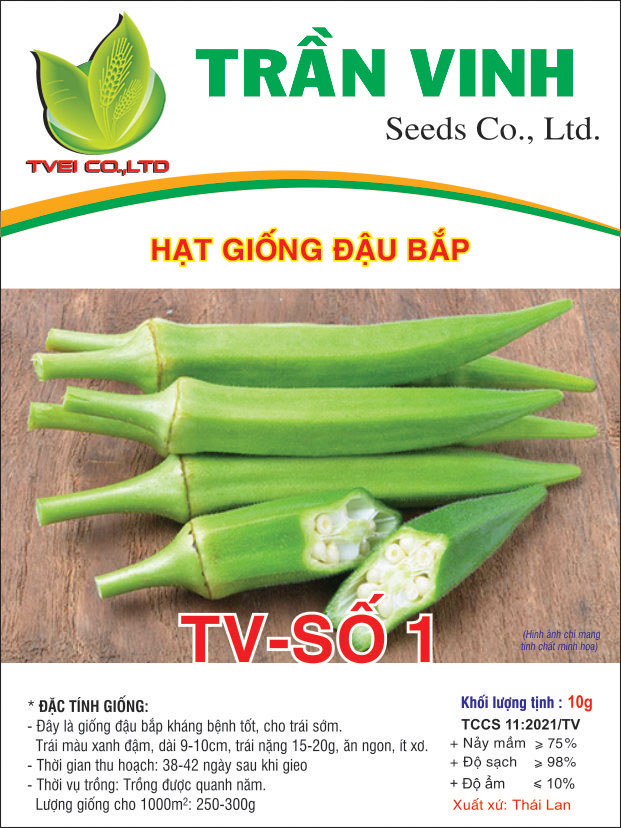 TRẦN VINH
Seeds Co., Ltd.
TVEI CO.,LTD
HẠT GIỐNG ĐẬU BẮP
TV-SỐ 1
(Hình ảnh chỉ mang
tính chất minh họa)
* ĐẶC TÍNH GIỐNG:
- Đây là giống đậu bắp kháng bệnh tốt, cho trái sớm.
Trái màu xanh đậm, dài 9-10cm, trái nặng 15-20g, ăn ngon, ít xơ.
- Thời gian thu hoạch: 38-42 ngày sau khi gieo
- Thời vụ trồng: Trồng được quanh năm.
Lượng giống cho 1000m²: 250-300g
Khối lượng tịnh : 10g
TCCS 11:2021/TV
+ Nảy mầm ⩾ 75%
+ Độ sạch ⩾ 98%
+ Độ ẩm ⩽ 10%
Xuất xứ: Thái Lan